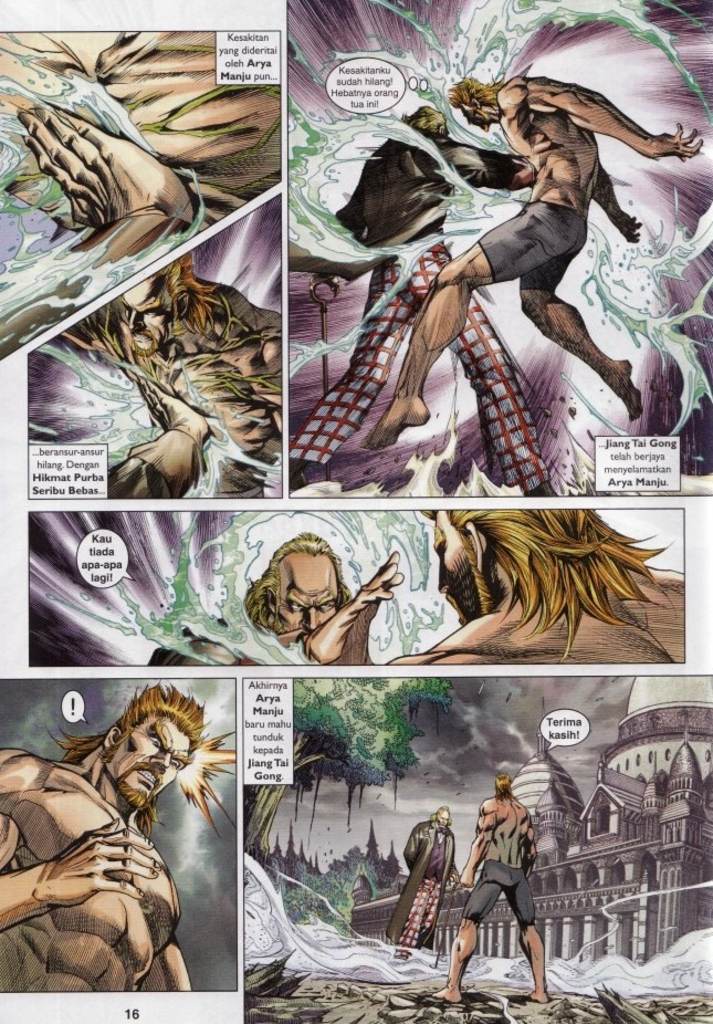 Kesakitan
yang dideritai
oleh Arya
Manju pun...
...beransur-ansur
hilang. Dengan
Hikmat Purba
Seribu Bebas...
Kesakitanku
sudah hilang!
Hebatnya orang
tua ini!
...Jiang Tai Gong
telah berjaya
menyelamatkan
Arya Manju.
Kau
tiada
apa-apa
lagi!
!
Akhirnya
Arya
Manju
baru mahu
tunduk
kepada
Jiang Tai
Gong.
Terima
kasih!
16